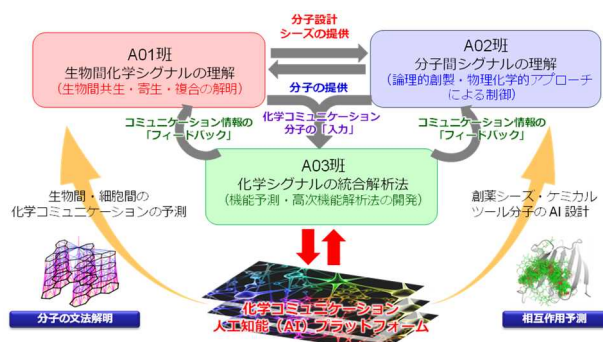 分子設計
シーズの提供
A01班
生物間化学シグナルの理解
(生物間共生・寄生・複合の解明)
A02班
分子間シグナルの理解
(論理的創製・物理化学的アプローチ
による制御)
分子の提供
化学コミュニケーション
分子の「入力」
コミュニケーション情報の
「フィードバック」
コミュニケーション情報の
「フィードバック」
A03班
化学シグナルの統合解析法
(機能予測・高次機能解析法の開発)
生物間・細胞間の
化学コミュニケーションの予測
創薬シーズ・ケミカル
ツール分子のAI設計
化学コミュニケーション
人工知能(AI)プラットフォーム
分子の文法解明
相互作用予測